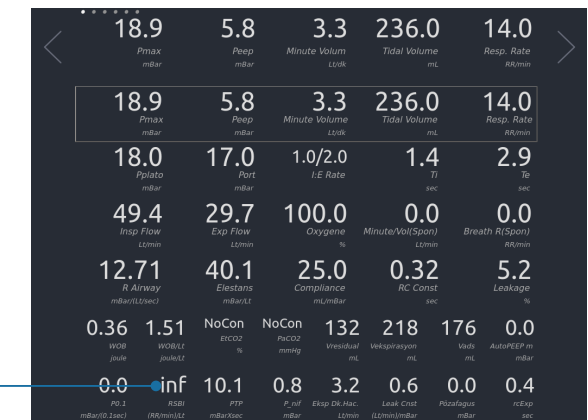 18.9 5.8 3.3 236.0 14.0
Pmax Peep Minute Volum Tidal Volume Resp. Rate
mBar mBar Lt/dk mL RR/min
18.9 5.8 3.3 236.0 14.0
Pmax Peep Minute Volume Tidal Volume Resp. Rate
mBar mBar Lt/dk mL RR/min
18.0 17.0 1.0/2.0 1.4 2.9
Pplato Port I:E Rate Ti Te
mBar mBar sec sec
49.4 29.7 100.0 0.0 0.0
Insp Flow Exp Flow Oxygene Minute/Vol(Spon) Breath R(Spon)
Lt/min Lt/min % Lt/min RR/min
12.71 40.1 25.0 0.32 5.2
R Airway Elestans Compliance RC Const Leakage
mBar/(Lt/sec) mBar/Lt mL/mBar sec %
0.36 1.51 NoCon NoCon 132 218 176 0.0
WOB WOB/Lt EtCO2 PaCO2 Vresidual Vekspirasyon Vads AutoPEEP m
joule joule/Lt % mmHg mL mL mL mBar
0.0 inf 10.1 0.8 3.2 0.6 0.0 0.4
P0.1 RSBI PTP P_nif Eksp Dk.Hac. Leak Cnst Pözafagus rcExp
mBar/(0.1sec) (RR/min)/Lt mBarXsec mBar Lt/min (Lt/min)/mBar mBar sec